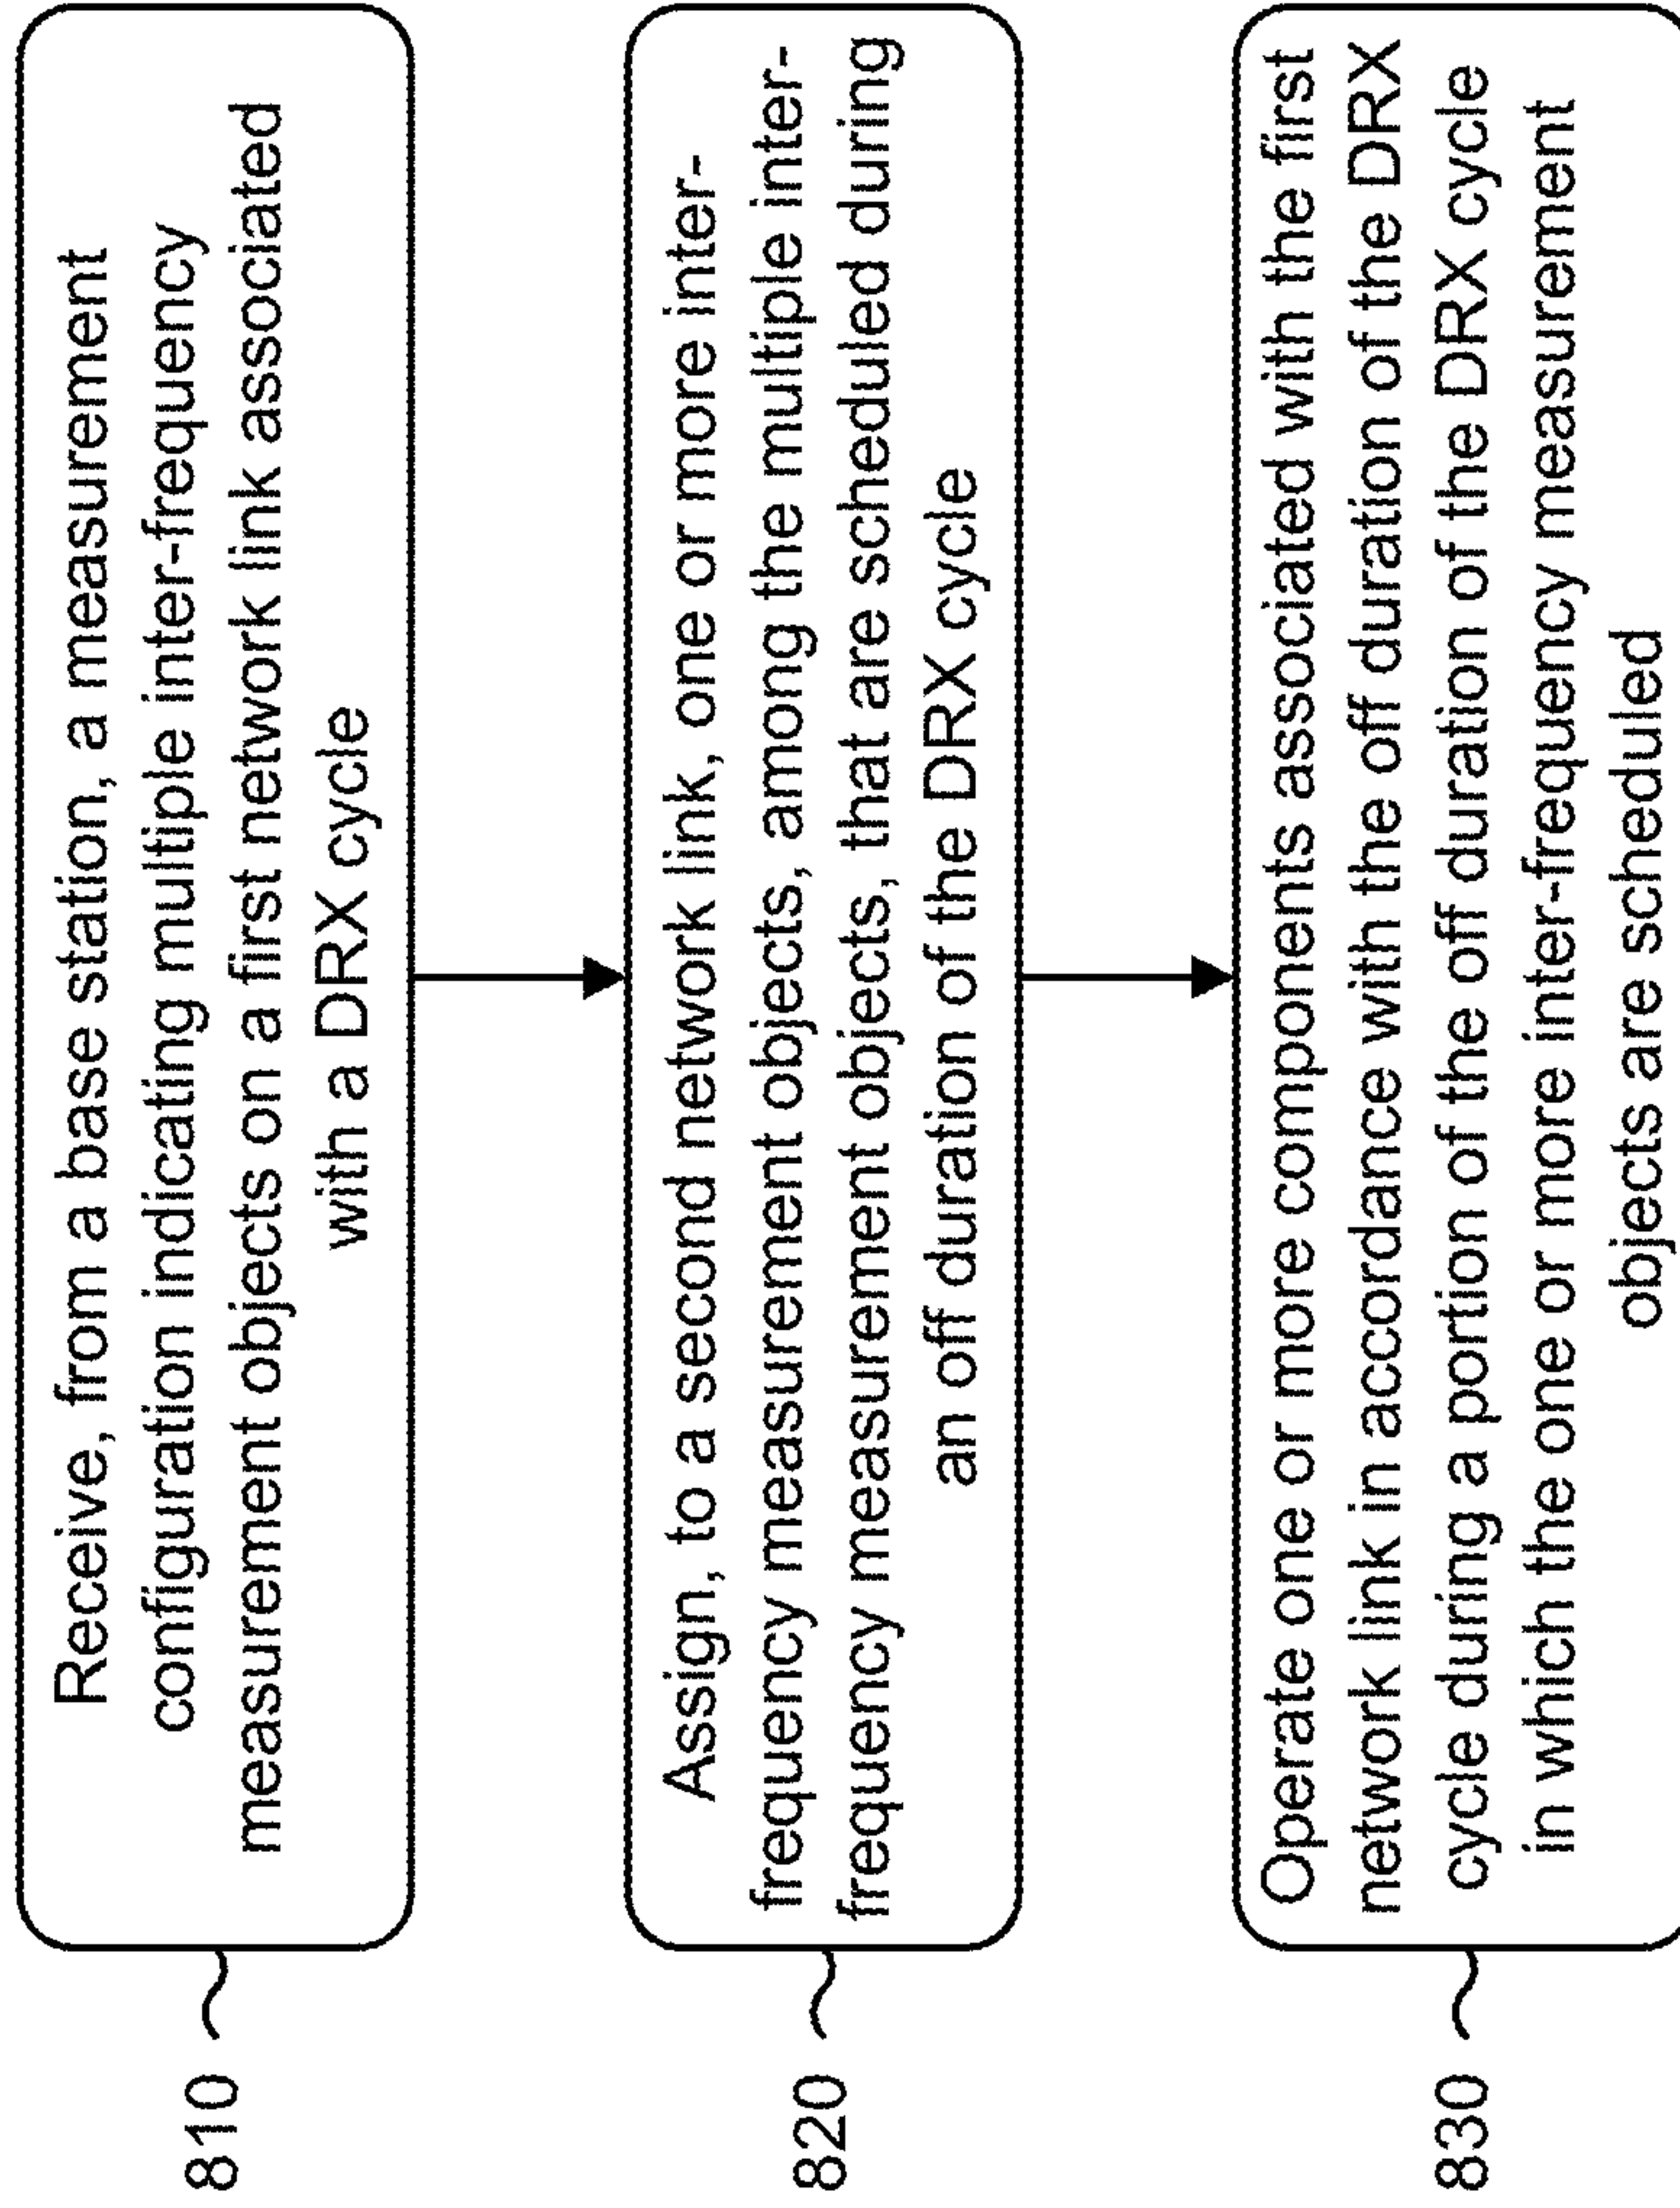 810
Receive, from a base station, a measurement
configuration indicating multiple inter-frequency
measurement objects on a first network link associated
with a DRX cycle
820
Assign, to a second network link, one or more inter-
frequency measurement objects, among the multiple inter-
frequency measurement objects, that are scheduled during
an off duration of the DRX cycle
830
Operate one or more components associated with the first
network link in accordance with the off duration of the DRX
cycle during a portion of the off duration of the DRX cycle
in which the one or more inter-frequency measurement
objects are scheduled